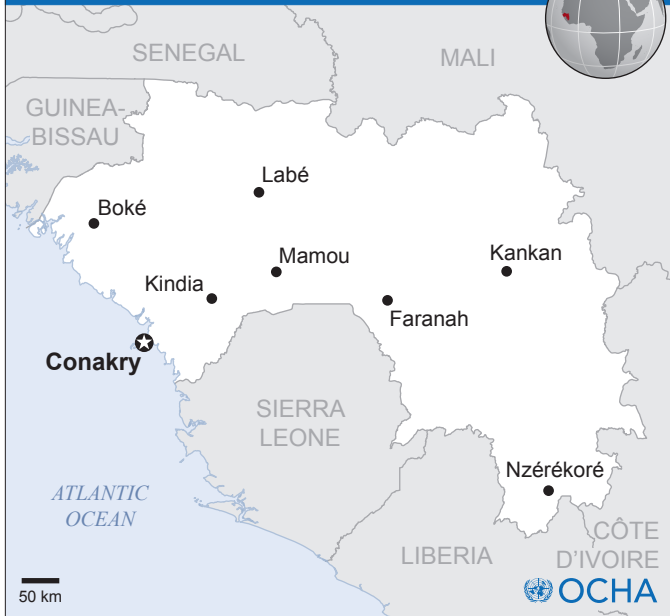 SENEGAL
MALI
GUINEA-
BISSAU
Labé
Boké
Mamou
Kankan
Kindia
Faranah
Conakry
SIERRA
LEONE
Nzérékoré
ATLANTIC
OCEAN
CÔTE
D'IVOIRE
LIBERIA
50 km
OCHA